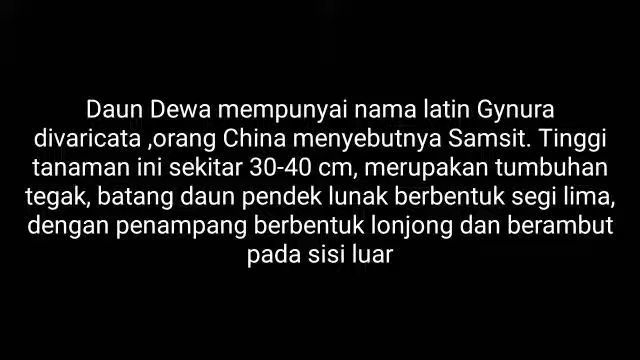 Daun Dewa mempunyai nama latin Gynura
divaricata ,orang China menyebutnya Samsit. Tinggi
tanaman ini sekitar 30-40 cm, merupakan tumbuhan
tegak, batang daun pendek lunak berbentuk segi lima,
dengan penampang berbentuk lonjong dan berambut
pada sisi luar